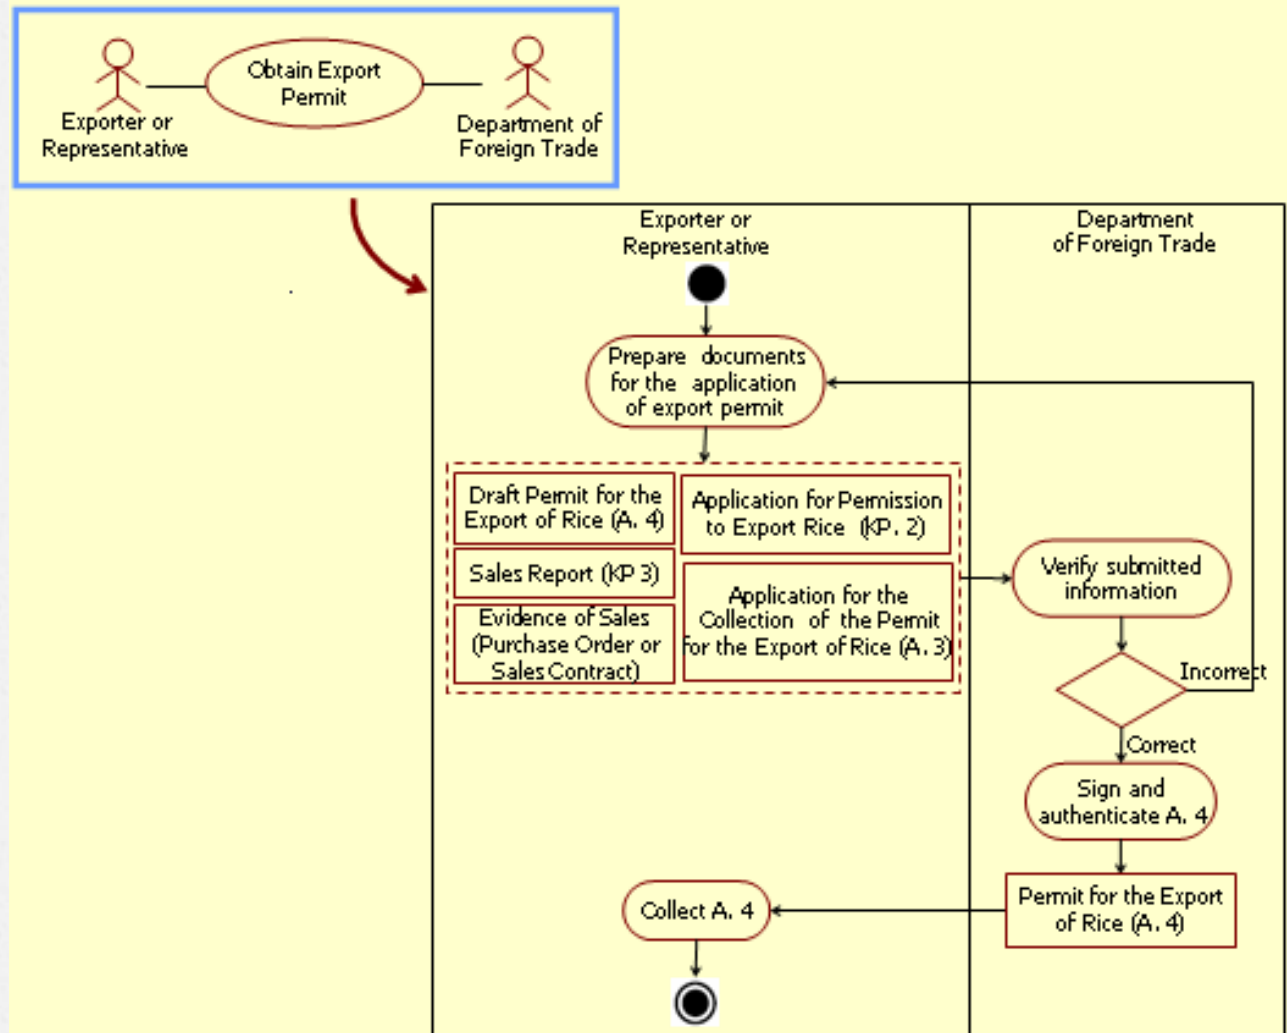 Obtain Export
Permit
Exporter or
Representative
Department of
Foreign Trade
Exporter or
Representative
Department
of Foreign Trade
Prepare documents
for the application
of export permit
Draft Permit for the
Export of Rice (A. 4)
Application for Permission
to Export Rice (KP. 2)
Sales Report (KP 3)
Application for the
Collection of the Permit
for the Export of Rice (A. 3)
Evidence of Sales
(Purchase Order or
Sales Contract)
Verify submitted
information
Incorrect
Correct
Sign and
authenticate A. 4
Permit for the Export
of Rice (A. 4)
Collect A. 4